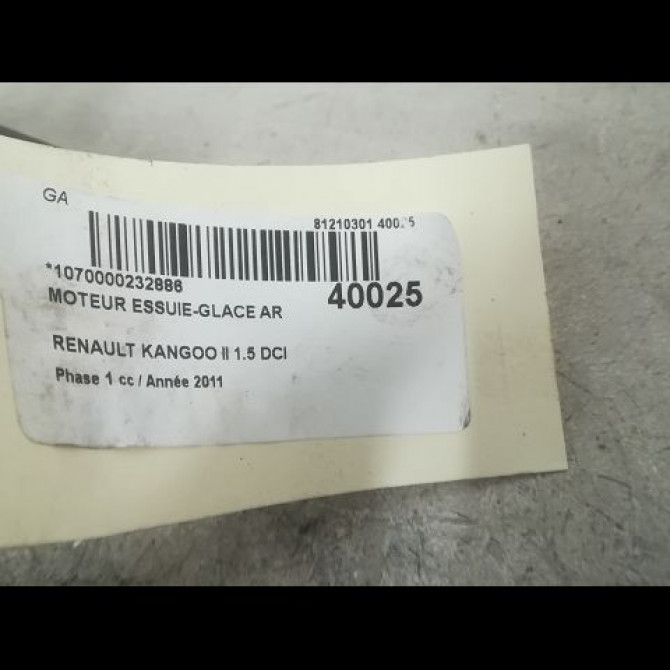 GA
81210301 40025
*1070000232886
40025
MOTEUR ESSUIE-GLACE AR
RENAULT KANGOO II 1.5 DCI
Phase 1 cc / Année 2011